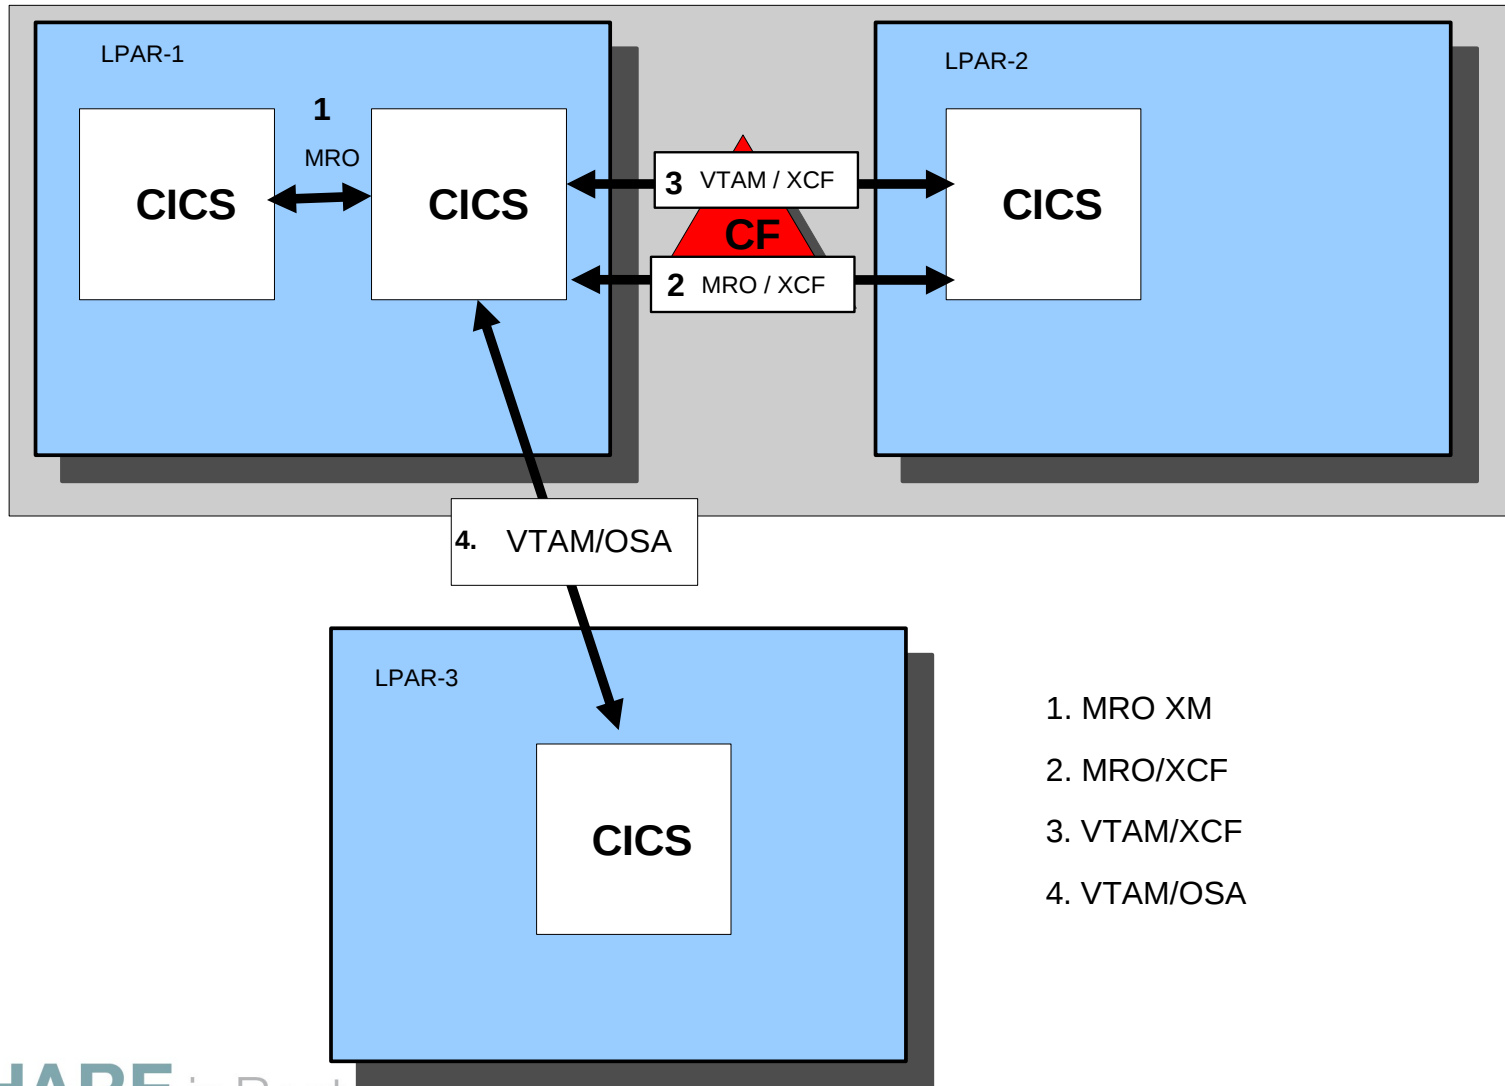 LPAR-1
LPAR-2
1
MRO
CICS
CICS
3 VTAM / XCF
CF
2 MRO / XCF
CICS
4. VTAM/OSA
LPAR-3
CICS
1. MRO XM
2. MRO/XCF
3. VTAM/XCF
4. VTAM/OSA
in